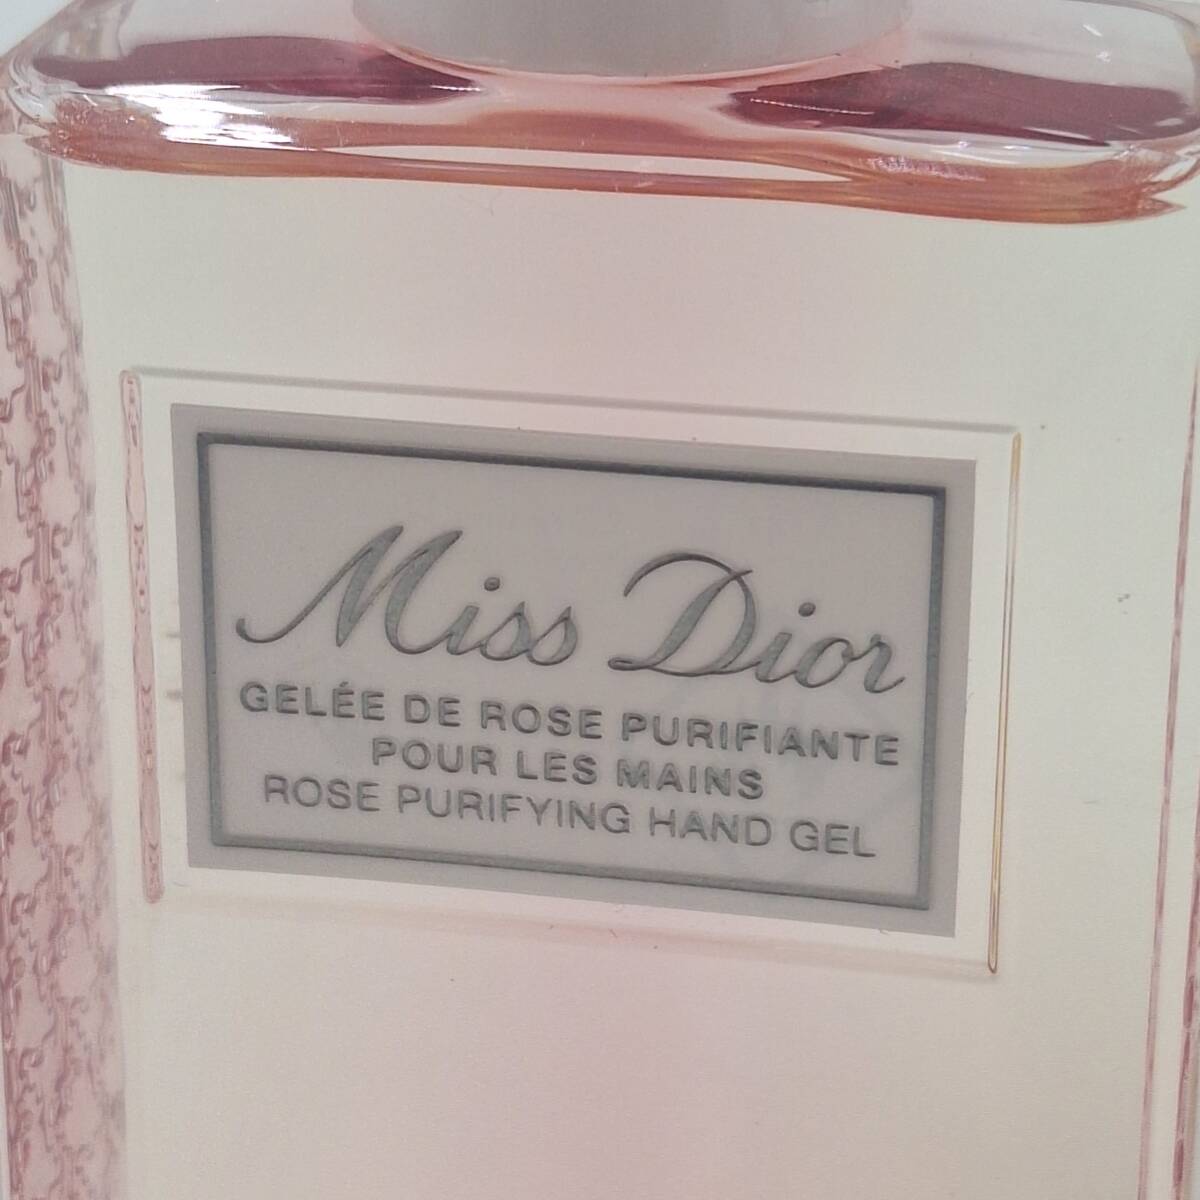 Miss Dior
GELÉE DE ROSE PURIFIANTE
POUR LES MAINS
ROSE PURIFYING HAND GEL